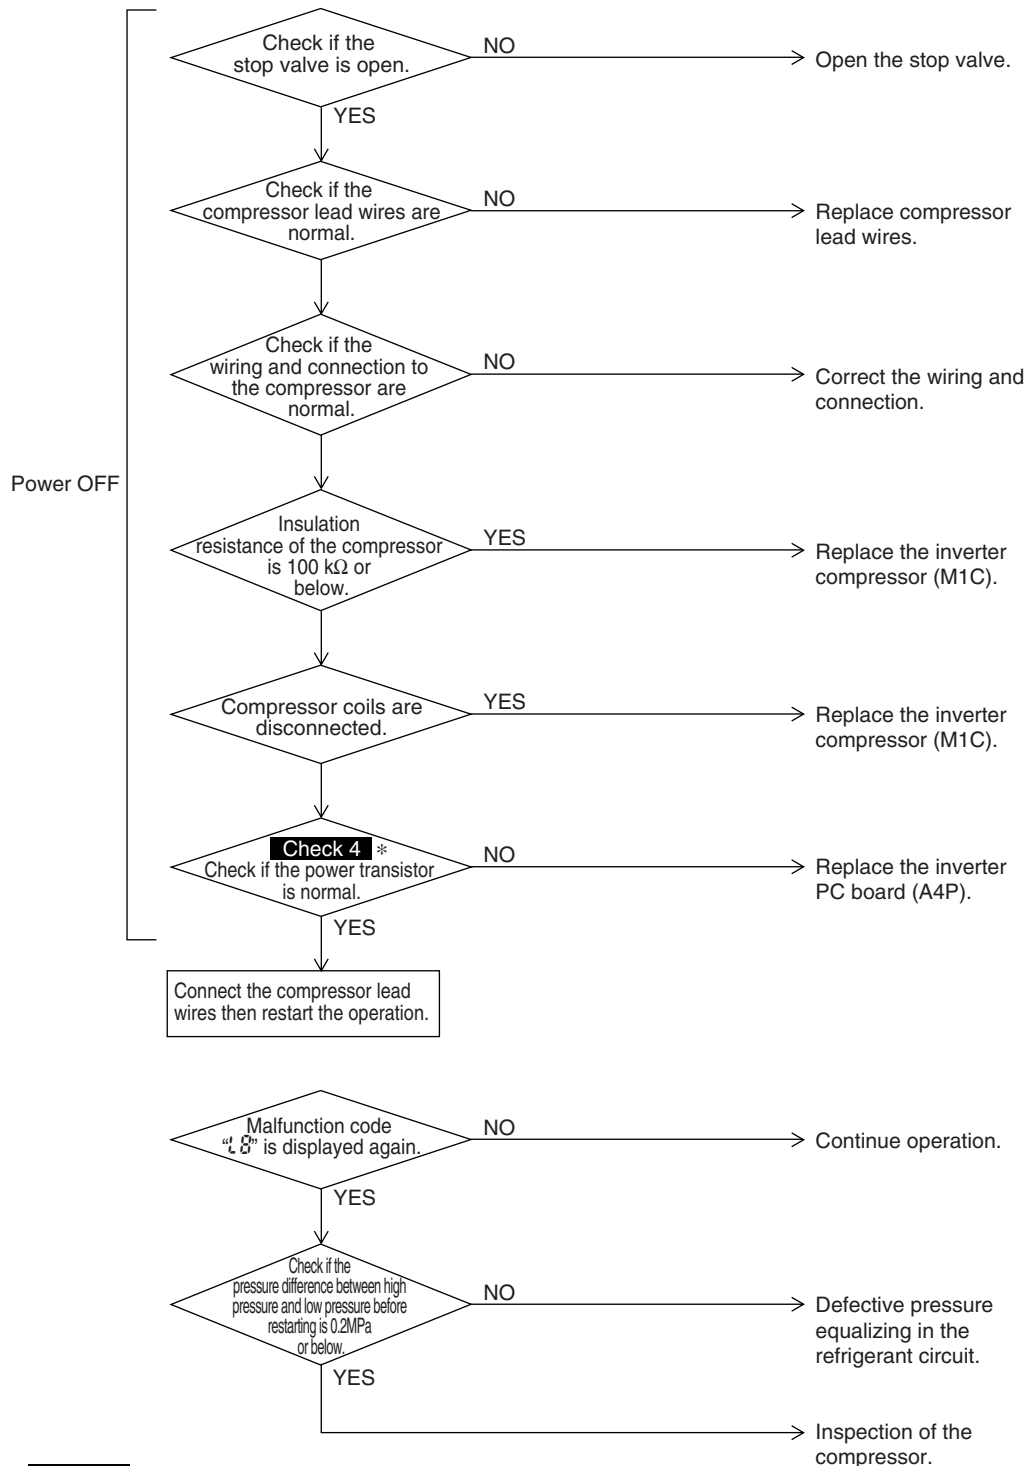 Check if the
stop valve is open.
NO
Open the stop valve.
YES
Check if the
compressor lead wires are
normal.
NO
Replace compressor
lead wires.
Check if the
wiring and connection to
the compressor are
normal.
NO
Correct the wiring and
connection.
Power OFF
Insulation
resistance of the compressor
is 100 kΩ or
below.
YES
Replace the inverter
compressor (M1C).
Compressor coils are
disconnected.
YES
Replace the inverter
compressor (M1C).
Check 4 *
Check if the power transistor
is normal.
NO
Replace the inverter
PC board (A4P).
YES
Connect the compressor lead
wires then restart the operation.
Malfunction code
“L8” is displayed again.
NO
Continue operation.
YES
Check if the
pressure difference between high
pressure and low pressure before
restarting is 0.2MPa
or below.
NO
Defective pressure
equalizing in the
refrigerant circuit.
YES
Inspection of the
compressor.